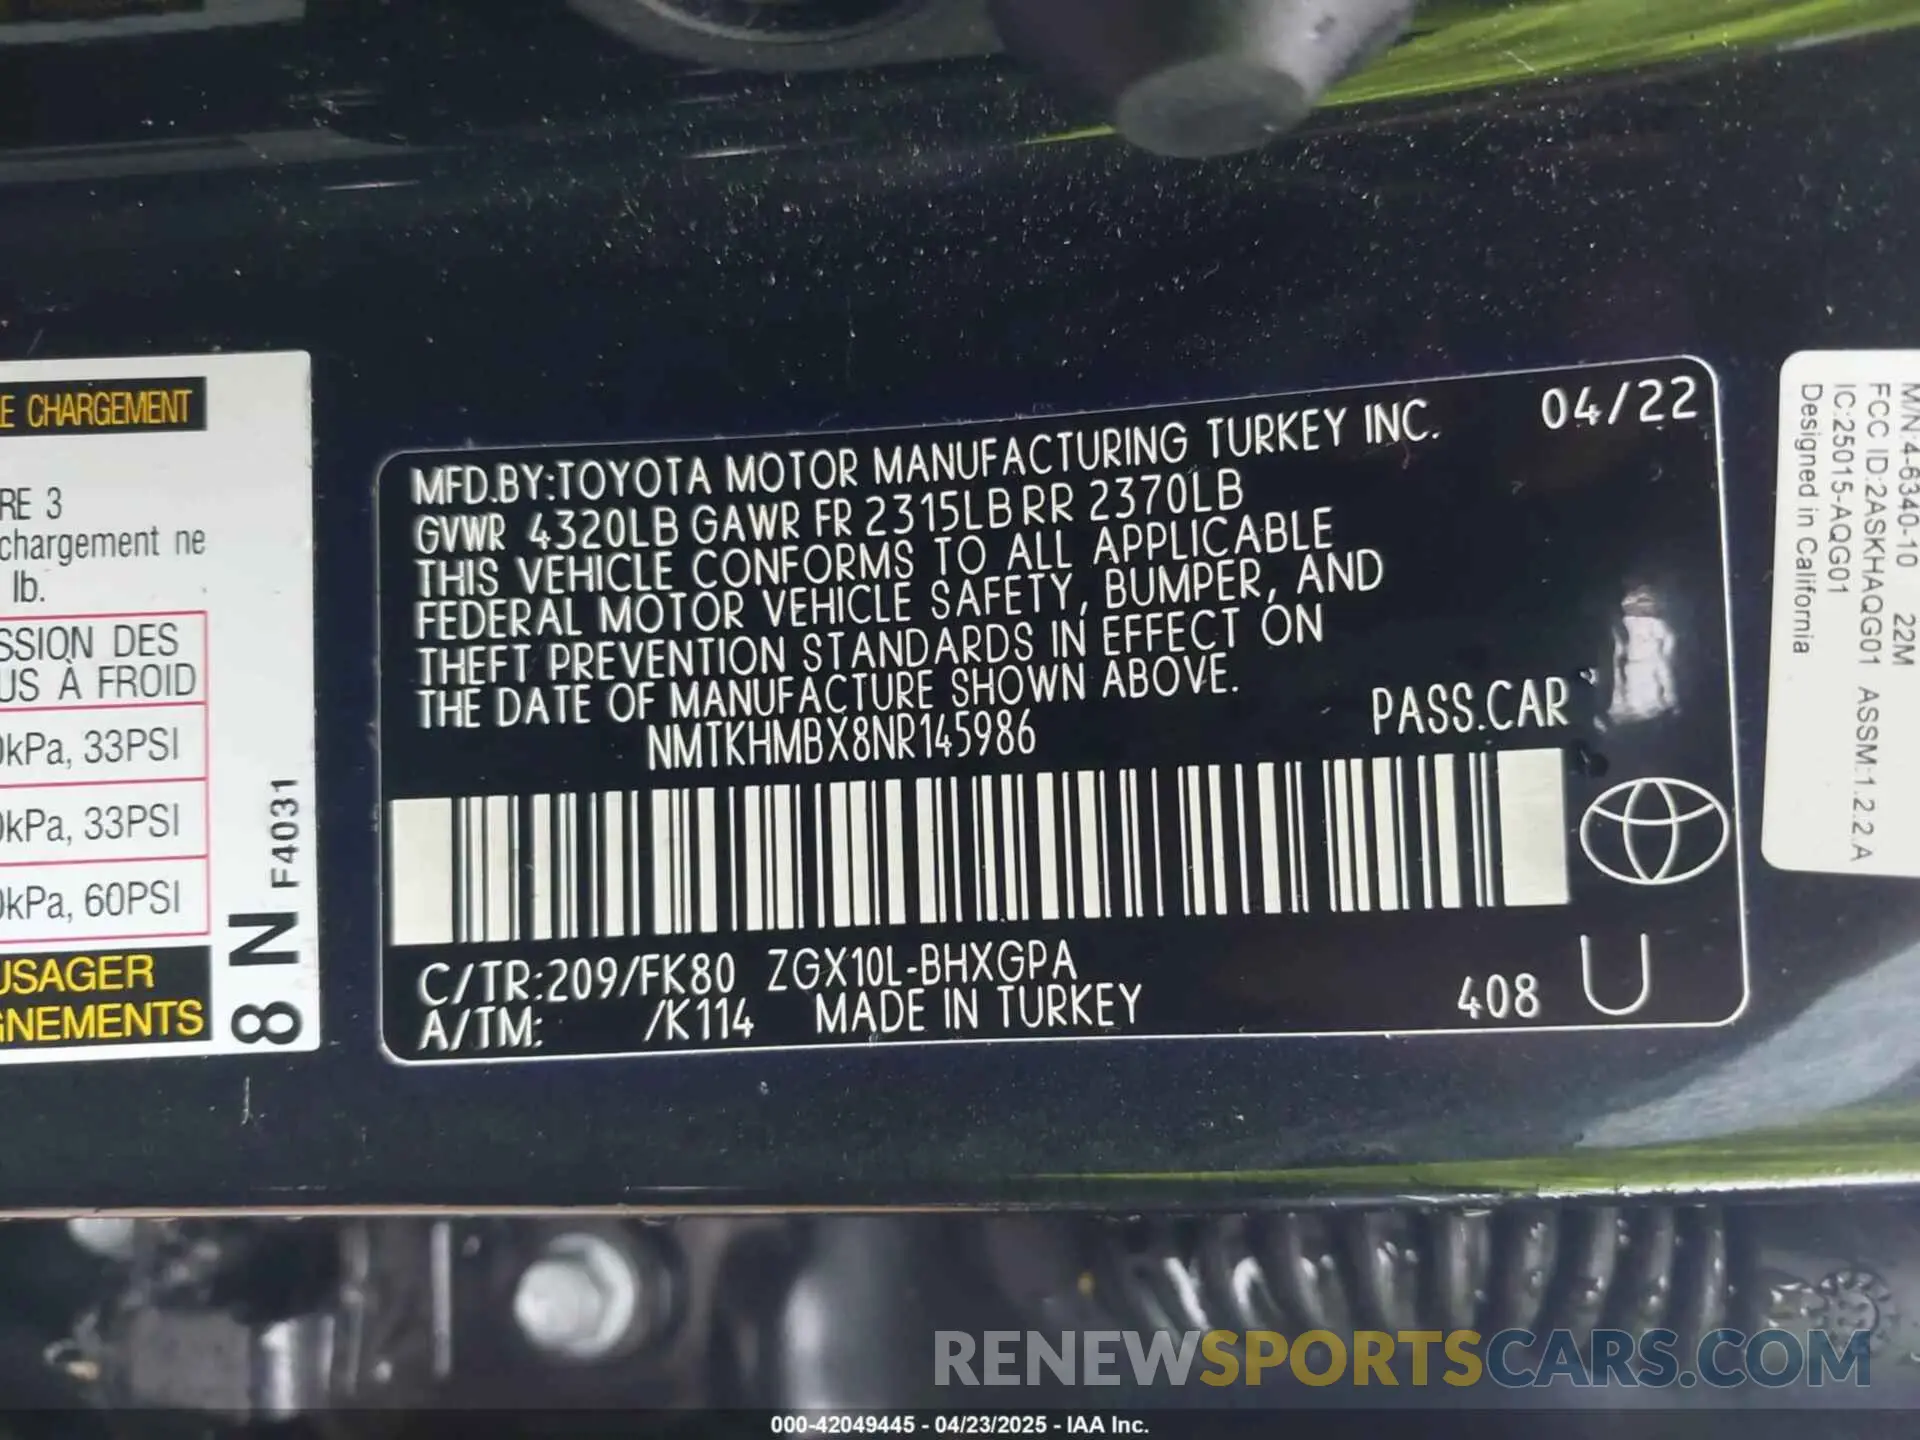 E CHARGEMENT
RE 3
chargement ne
lb.
SSION DES
US À FROID
0kPa, 33PSI
0kPa, 33PSI
0kPa, 60PSI
USAGER
GNEMENTS
8 N F4031
04/22
MFD.BY:TOYOTA MOTOR MANUFACTURING TURKEY INC.
GVWR 4320LB GAWR FR 2315LB RR 2370LB
THIS VEHICLE CONFORMS TO ALL APPLICABLE
FEDERAL MOTOR VEHICLE SAFETY, BUMPER, AND
THEFT PREVENTION STANDARDS IN EFFECT ON
THE DATE OF MANUFACTURE SHOWN ABOVE.
NMTKHMBX8NR145986
PASS.CAR
C/TR:209/FK80 ZGX10L-BHXGPA
A/TM: /K114 MADE IN TURKEY
408 U
M/N:4-6340-10 22M
FCC ID:2ASKHAQG01 ASSM:1.2.2.A
IC:25015-AQG01
Designed in California
RENEWSPORTSCARS.COM
000-42049445 - 04/23/2025 - IAA Inc.